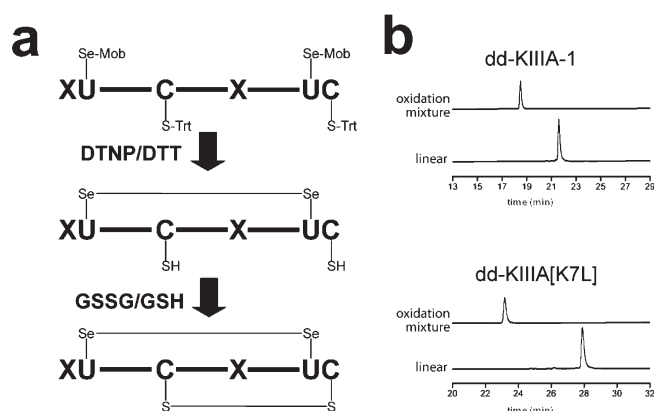 a
Se-Mob Se-Mob
XU C X UC
S-Trt S-Trt
DTNP/DTT
Se Se
XU C X UC
SH SH
GSSG/GSH
Se Se
XU C X UC
S S
b
dd-KIIIA-1
oxidation
mixture
linear
13 15 17 19 21 23 25 27 29
time (min)
dd-KIIIA[K7L]
oxidation
mixture
linear
20 22 24 26 28 30 32
time (min)